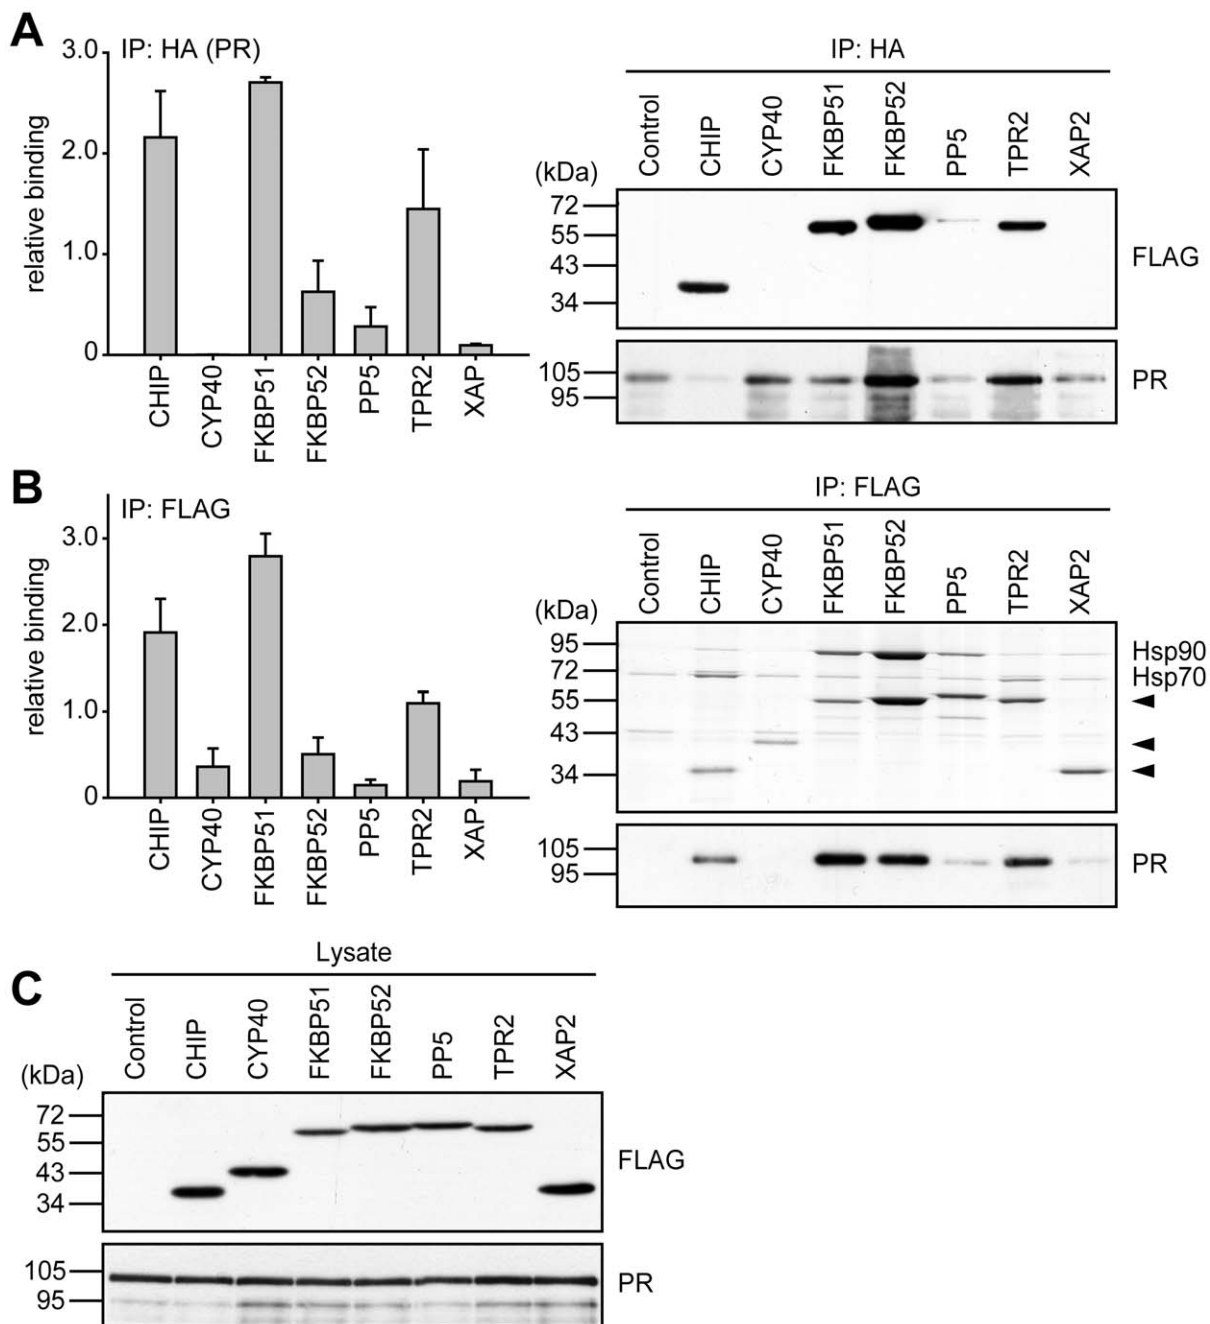 A
IP: HA (PR)
relative binding
3.0
2.0
1.0
0
CHIP
CYP40
FKBP51
FKBP52
PP5
TPR2
XAP
IP: HA
Control
CHIP
CYP40
FKBP51
FKBP52
PP5
TPR2
XAP2
(kDa)
72
55
43
34
FLAG
105
95
PR
B
IP: FLAG
relative binding
3.0
2.0
1.0
0
CHIP
CYP40
FKBP51
FKBP52
PP5
TPR2
XAP
IP: FLAG
Control
CHIP
CYP40
FKBP51
FKBP52
PP5
TPR2
XAP2
(kDa)
95
72
55
43
34
Hsp90
Hsp70
105
95
PR
C
Lysate
Control
CHIP
CYP40
FKBP51
FKBP52
PP5
TPR2
XAP2
(kDa)
72
55
43
34
FLAG
105
95
PR